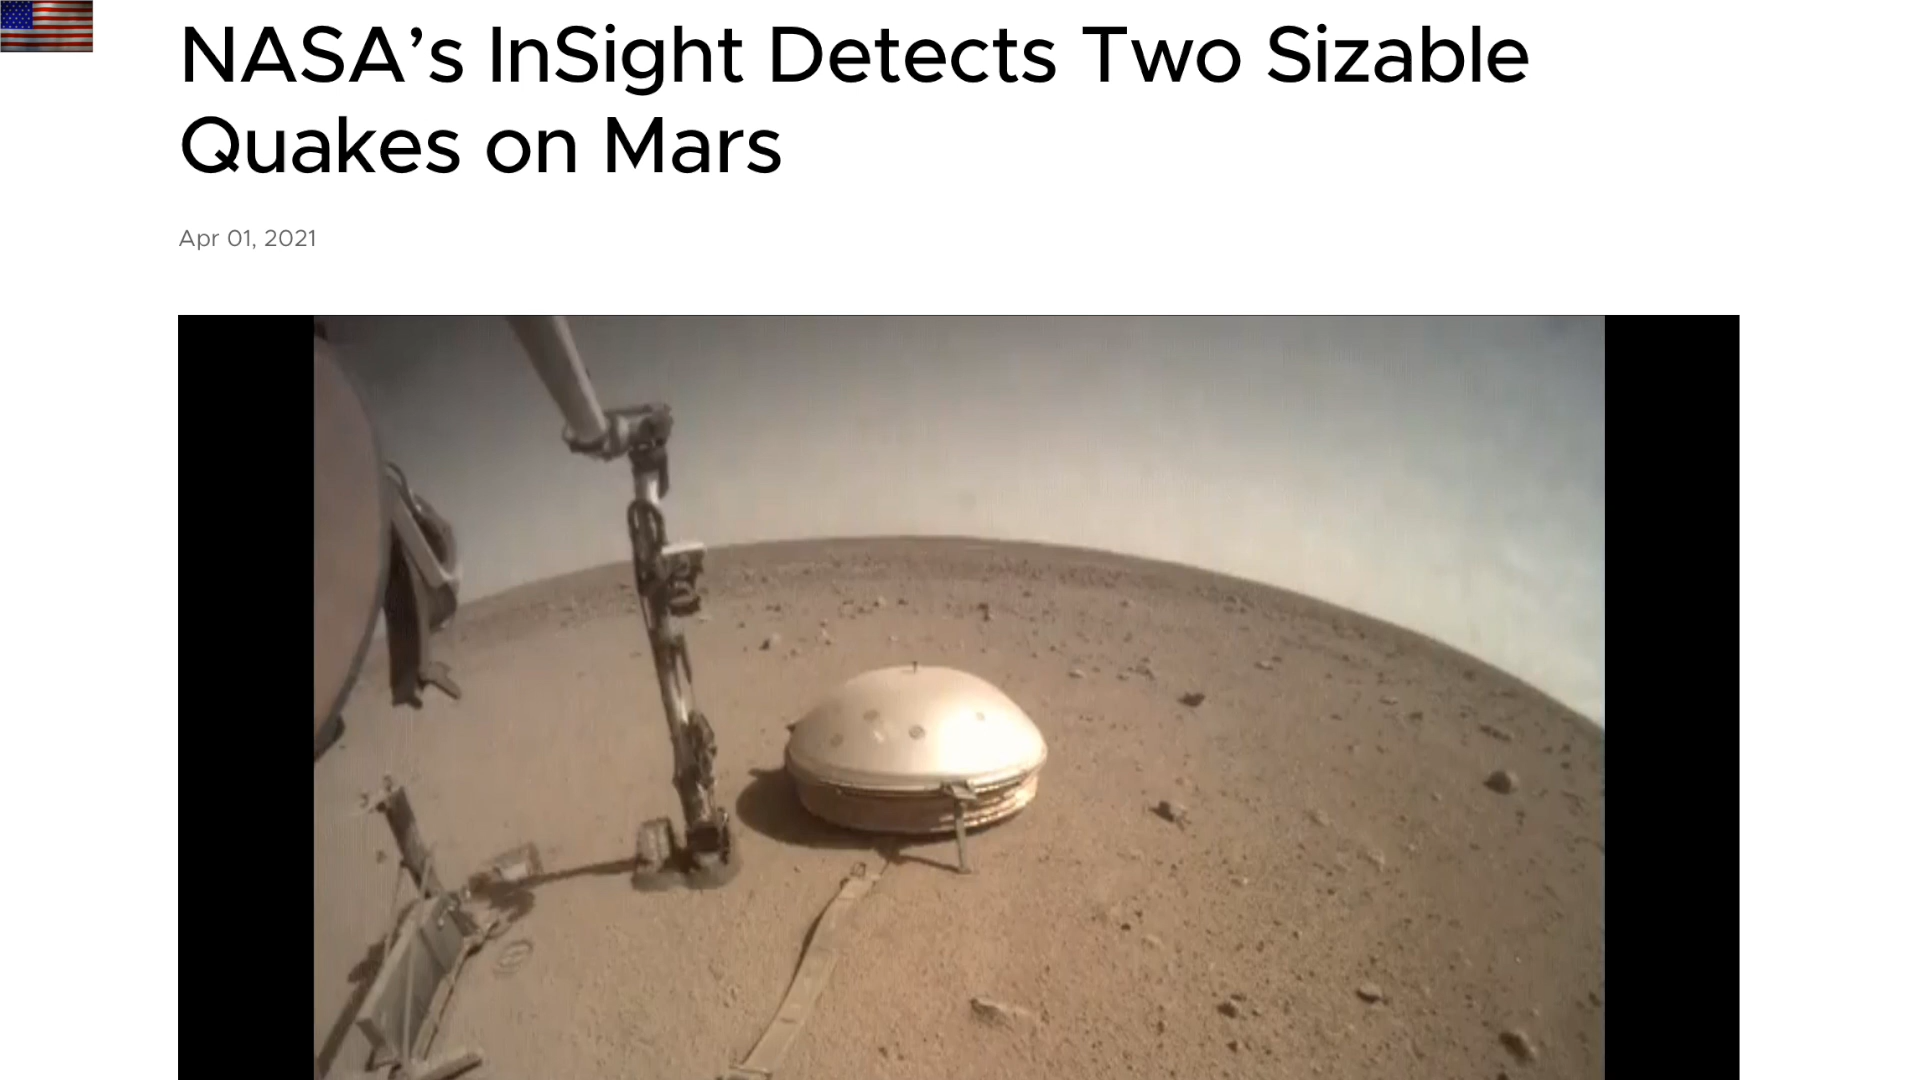 NASA’s InSight Detects Two Sizable
Quakes on Mars
Apr 01, 2021